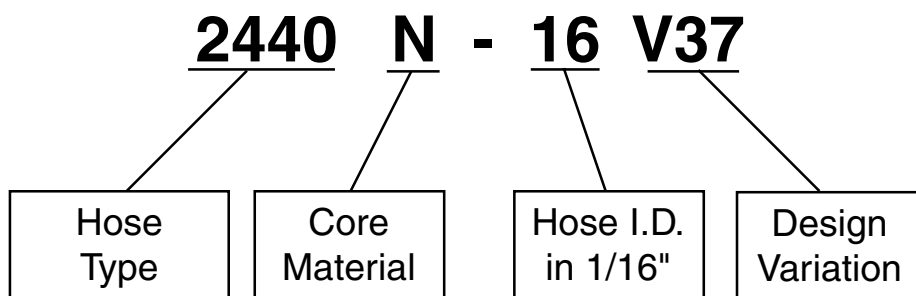 2440 N - 16 V37
Hose Core Hose I.D. Design
Type Material in 1/16" Variation